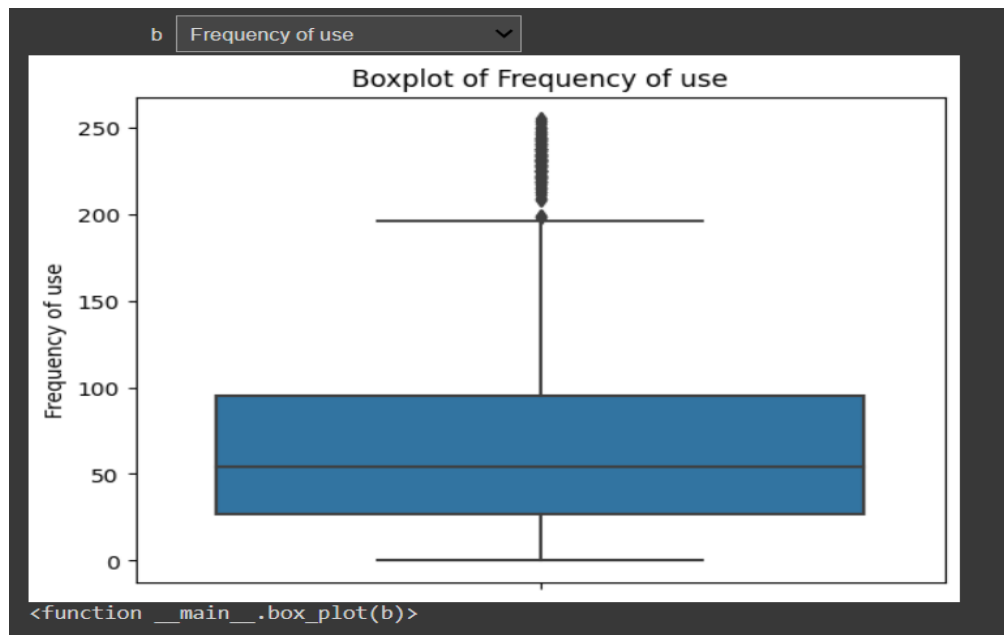 b Frequency of use
Boxplot of Frequency of use
Frequency of use
250
200
150
100
50
0
<function __main__.box_plot(b)>